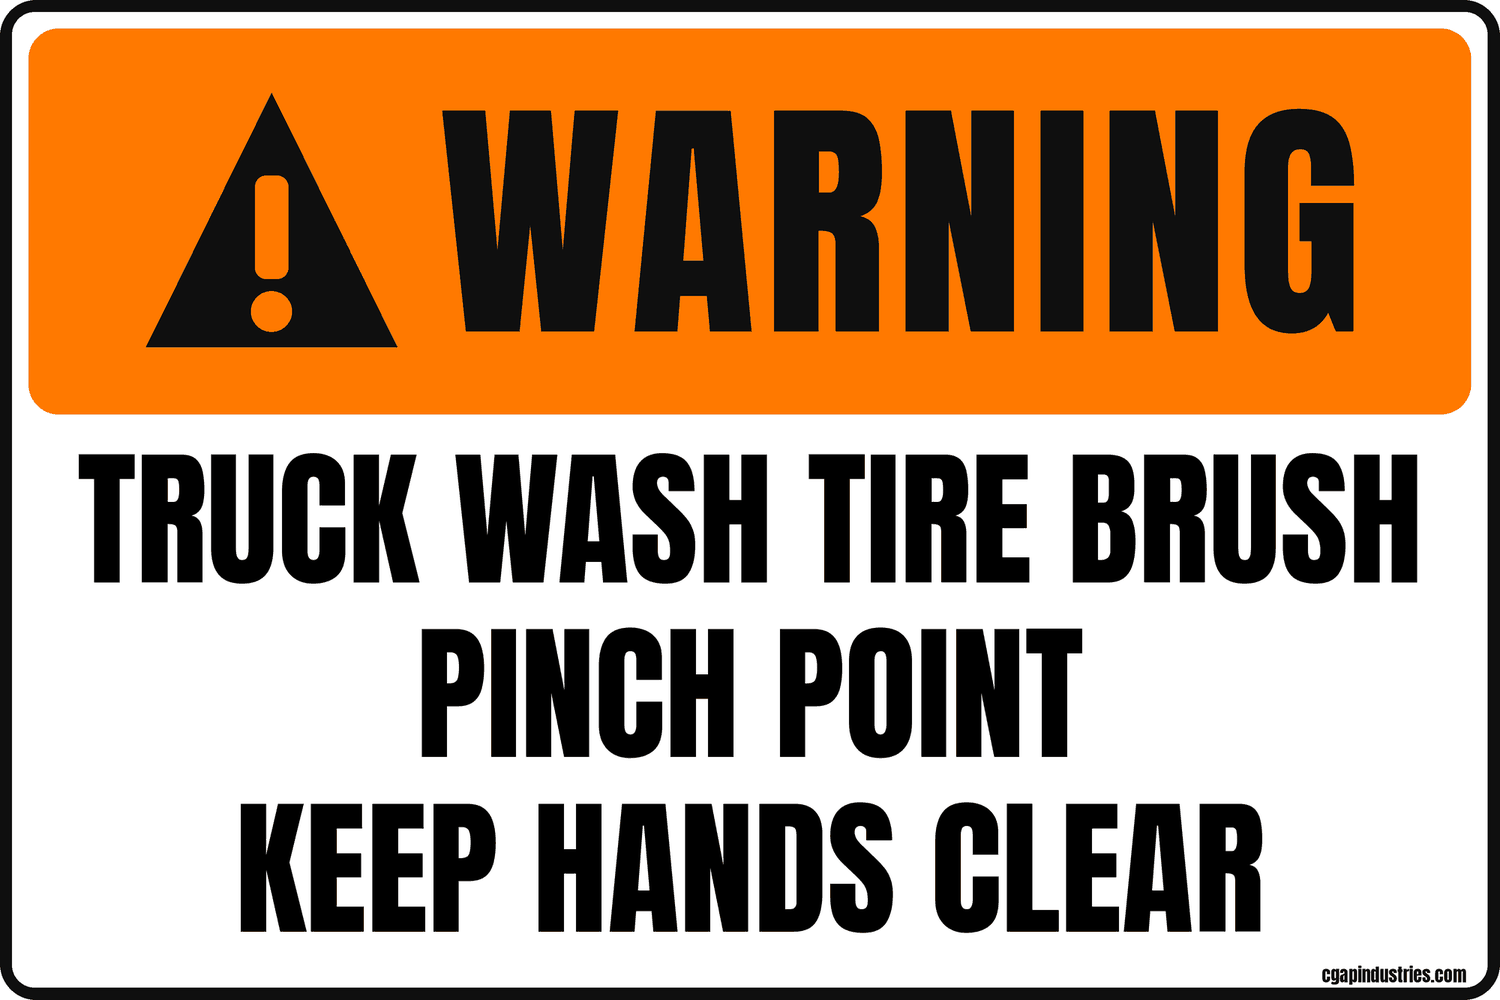 WARNING
TRUCK WASH TIRE BRUSH
PINCH POINT
KEEP HANDS CLEAR
cgapindustries.com